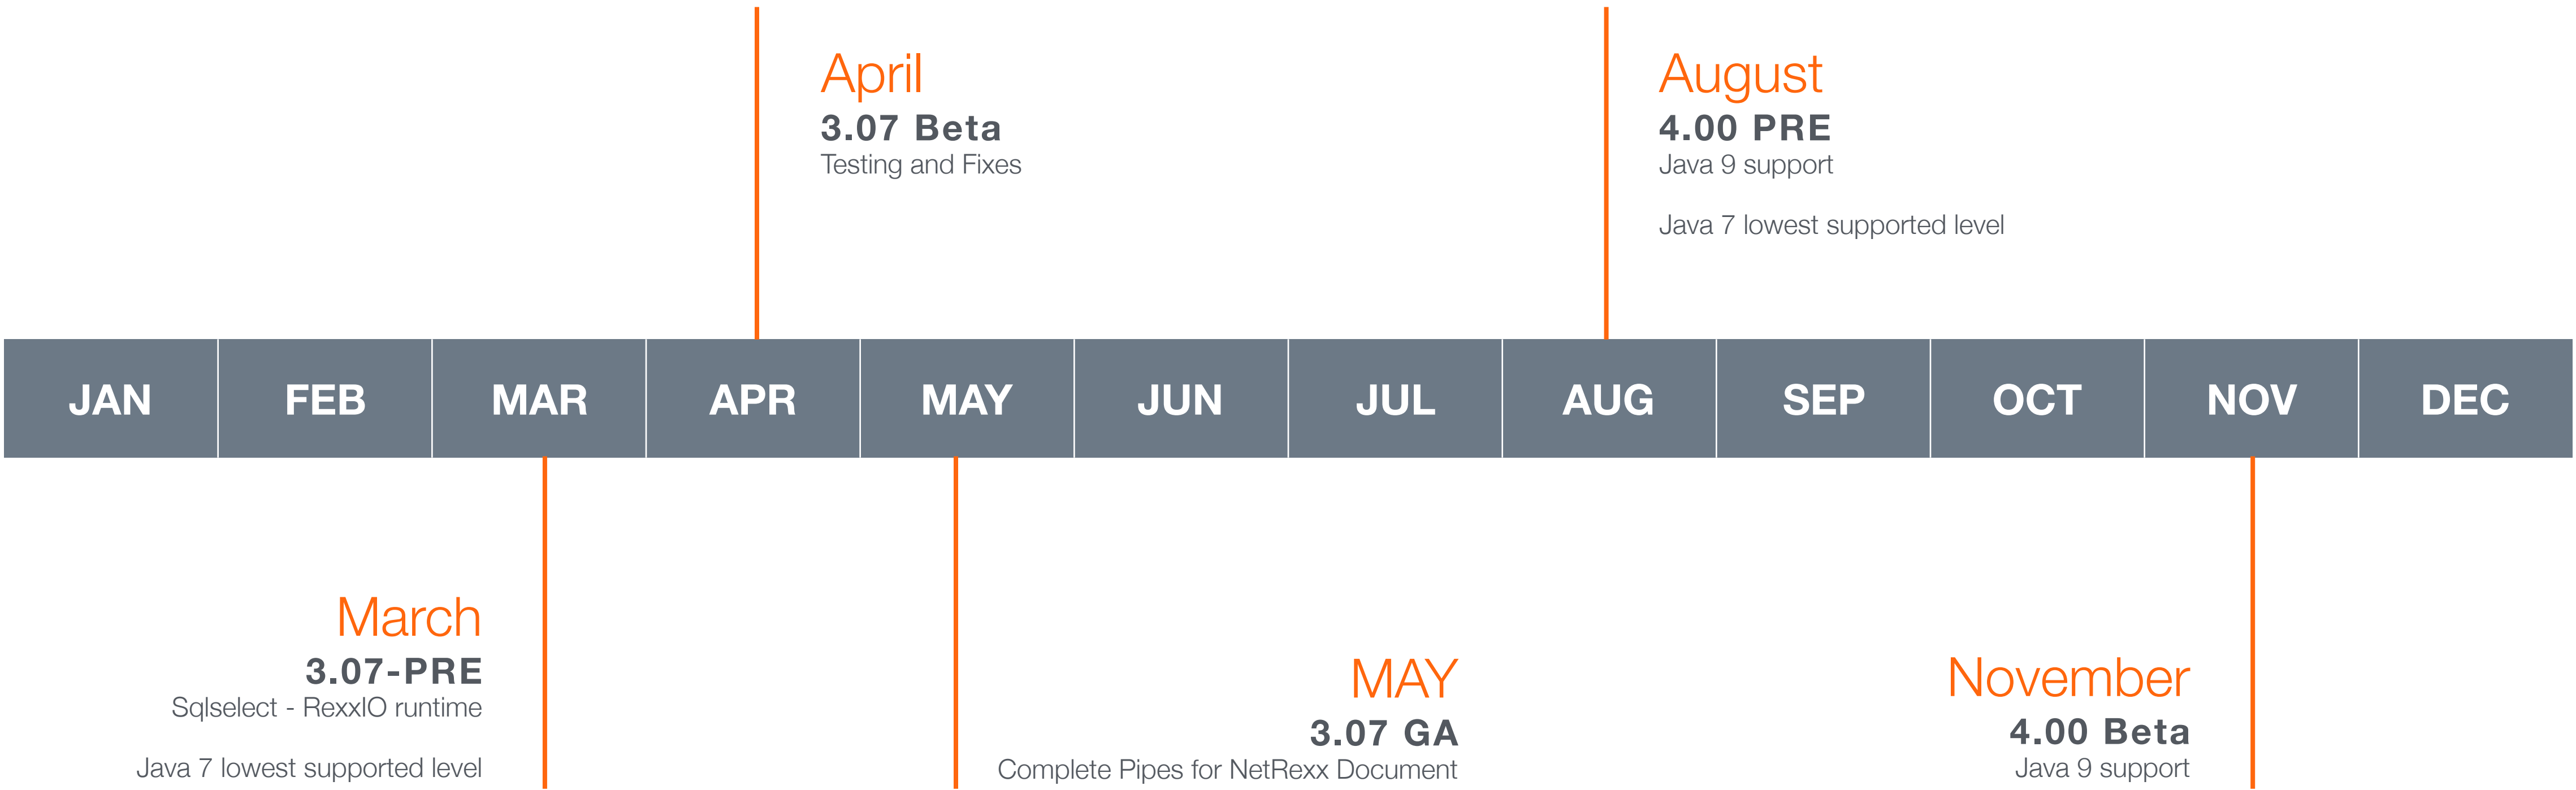 April
3.07 Beta
Testing and Fixes
August
4.00 PRE
Java 9 support
Java 7 lowest supported level
JAN FEB MAR APR MAY JUN JUL AUG SEP OCT NOV DEC
March
3.07-PRE
Sqlselect - RexxIO runtime
Java 7 lowest supported level
MAY
3.07 GA
Complete Pipes for NetRexx Document
November
4.00 Beta
Java 9 support